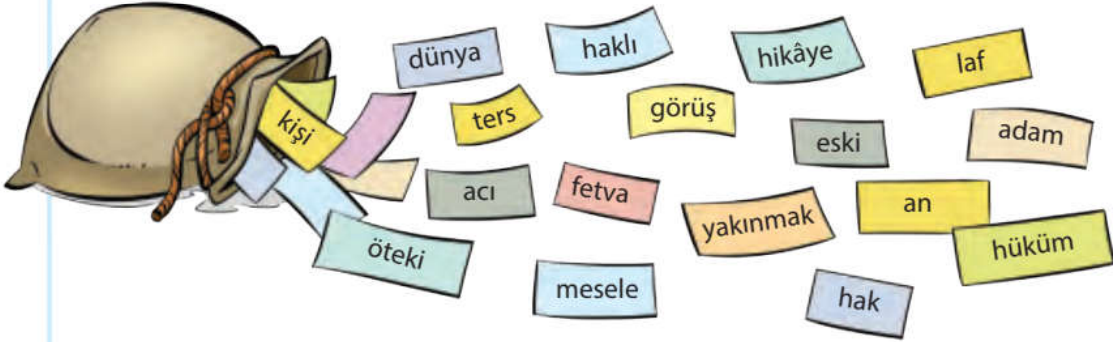 dünya
haklı
hikâye
laf
kişi
ters
görüş
eski
adam
acı
fetva
yakınmak
an
öteki
hüküm
mesele
hak